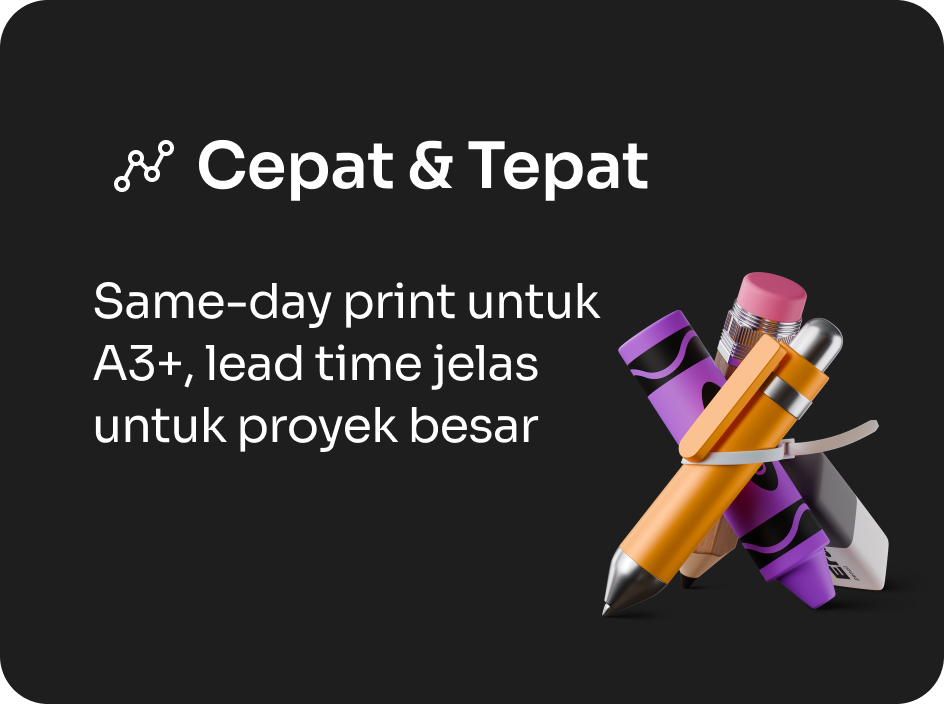 Cepat & Tepat
Same-day print untuk
A3+, lead time jelas
untuk proyek besar